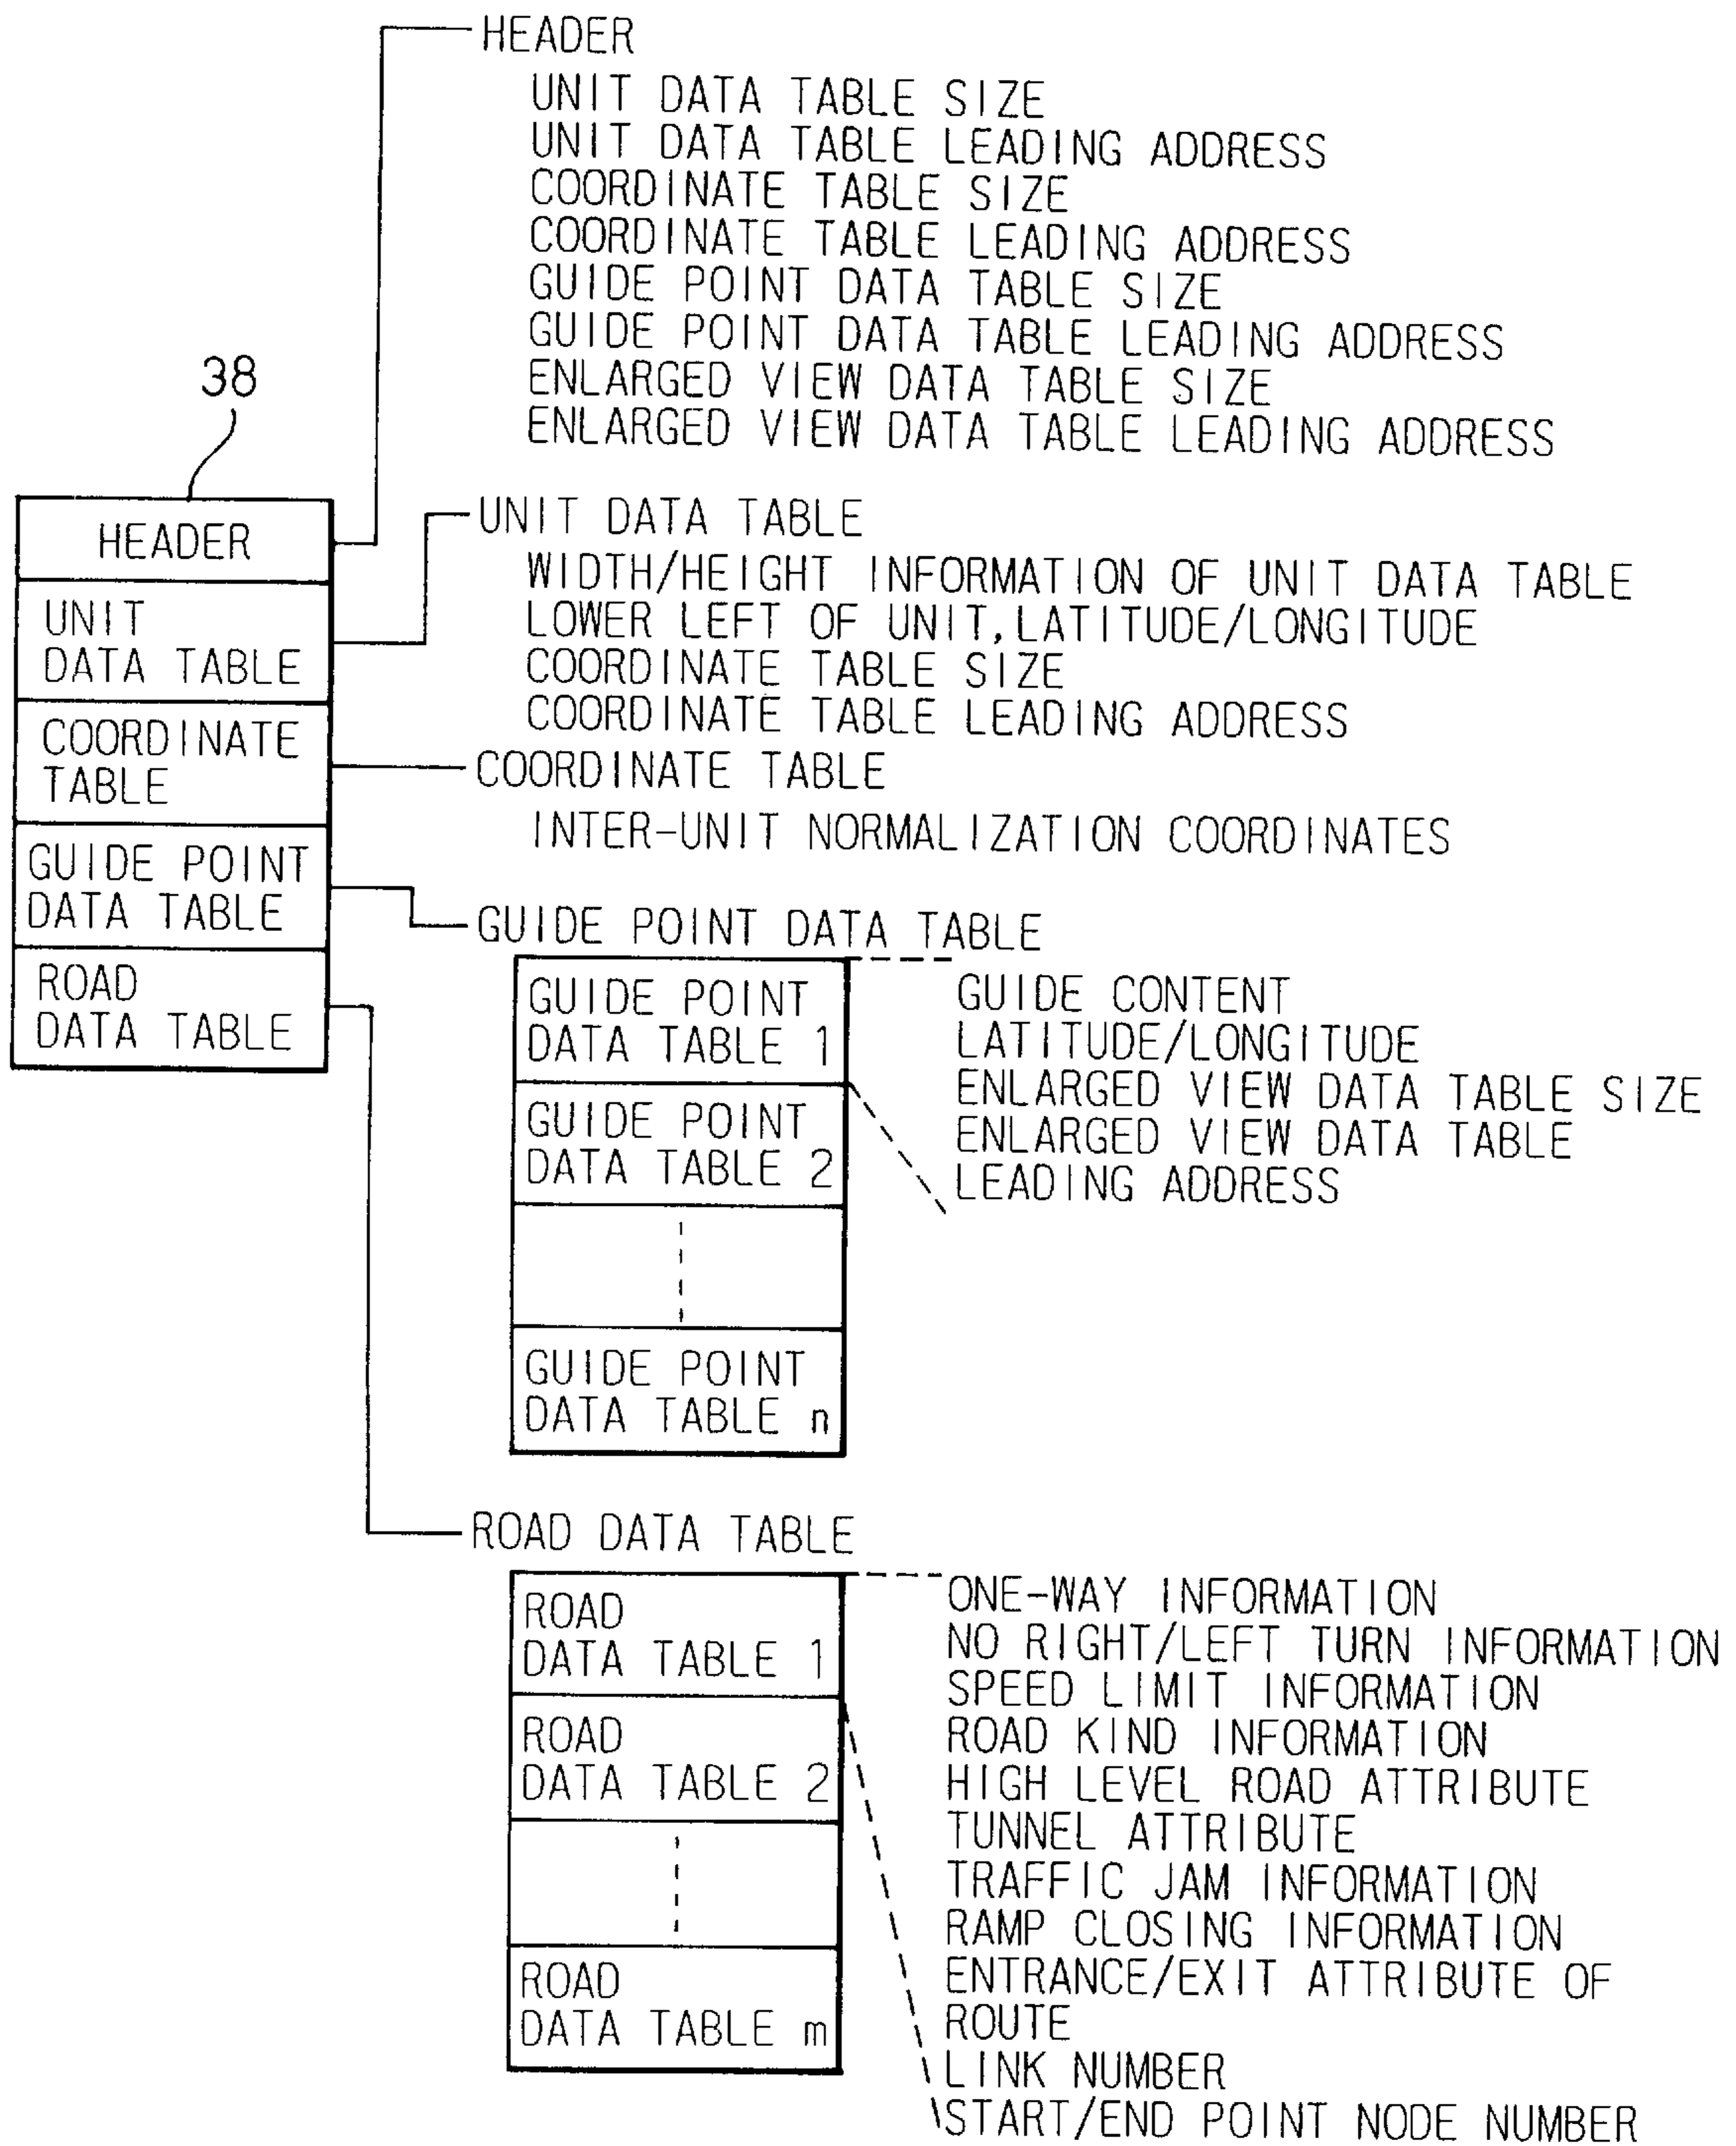 HEADER
UNIT DATA TABLE SIZE
UNIT DATA TABLE LEADING ADDRESS
COORDINATE TABLE SIZE
COORDINATE TABLE LEADING ADDRESS
GUIDE POINT DATA TABLE SIZE
GUIDE POINT DATA TABLE LEADING ADDRESS
ENLARGED VIEW DATA TABLE SIZE
ENLARGED VIEW DATA TABLE LEADING ADDRESS
38
HEADER
UNIT
DATA TABLE
COORDINATE
TABLE
GUIDE POINT
DATA TABLE
ROAD
DATA TABLE
UNIT DATA TABLE
WIDTH/HEIGHT INFORMATION OF UNIT DATA TABLE
LOWER LEFT OF UNIT, LATITUDE/LONGITUDE
COORDINATE TABLE SIZE
COORDINATE TABLE LEADING ADDRESS
COORDINATE TABLE
INTER-UNIT NORMALIZATION COORDINATES
GUIDE POINT DATA TABLE
GUIDE POINT
DATA TABLE 1
GUIDE POINT
DATA TABLE 2
GUIDE POINT
DATA TABLE n
GUIDE CONTENT
LATITUDE/LONGITUDE
ENLARGED VIEW DATA TABLE SIZE
ENLARGED VIEW DATA TABLE
LEADING ADDRESS
ROAD DATA TABLE
ROAD
DATA TABLE 1
ROAD
DATA TABLE 2
ROAD
DATA TABLE m
ONE-WAY INFORMATION
NO RIGHT/LEFT TURN INFORMATION
SPEED LIMIT INFORMATION
ROAD KIND INFORMATION
HIGH LEVEL ROAD ATTRIBUTE
TUNNEL ATTRIBUTE
TRAFFIC JAM INFORMATION
RAMP CLOSING INFORMATION
ENTRANCE/EXIT ATTRIBUTE OF
ROUTE
LINK NUMBER
START/END POINT NODE NUMBER